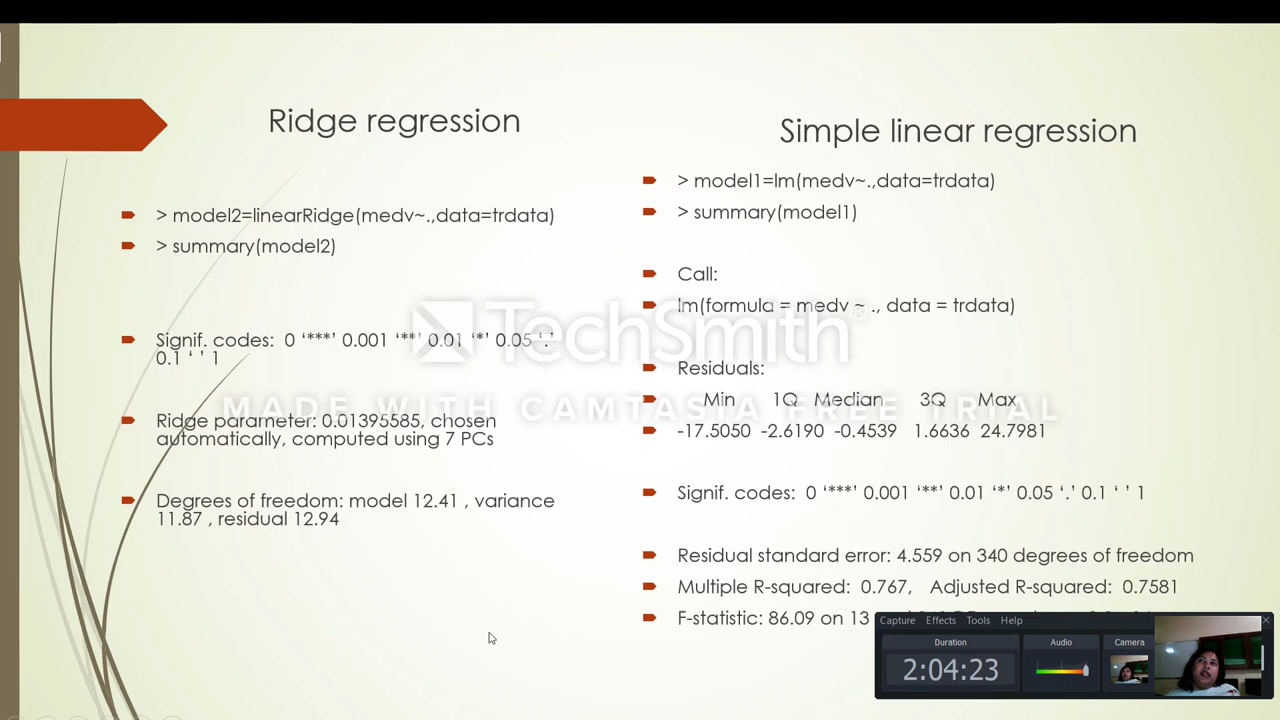 Ridge regression
> model2=linearRidge(medv~.,data=trdata)
> summary(model2)
Signif. codes:  0 ‘***’ 0.001 ‘**’ 0.01 ‘*’ 0.05 ‘.’
0.1 ‘ ’ 1
Ridge parameter: 0.01395585, chosen
automatically, computed using 7 PCs
Degrees of freedom: model 12.41 , variance
11.87 , residual 12.94
Simple linear regression
> model1=lm(medv~.,data=trdata)
> summary(model1)
Call:
lm(formula = medv ~ ., data = trdata)
Residuals:
Min 1Q Median 3Q Max
-17.5050 -2.6190 -0.4539 1.6636 24.7981
Signif. codes:  0 ‘***’ 0.001 ‘**’ 0.01 ‘*’ 0.05 ‘.’ 0.1 ‘ ’ 1
Residual standard error: 4.559 on 340 degrees of freedom
Multiple R-squared:  0.767,   Adjusted R-squared:  0.7581
F-statistic: 86.09 on 13
TechSmith
MADE WITH CAMTASIA FREE TRIAL
Capture Effects Tools Help
Duration Audio Camera
2:04:23